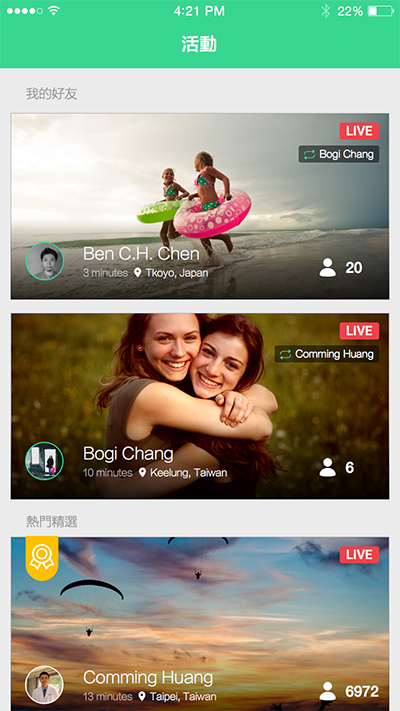 4:21 PM
22%
活動
我的好友
LIVE
Bogi Chang
Ben C.H. Chen
3 minutes Tkoyo, Japan
20
LIVE
Comming Huang
Bogi Chang
10 minutes Keelung, Taiwan
6
熱門精選
LIVE
Comming Huang
13 minutes Taipei, Taiwan
6972